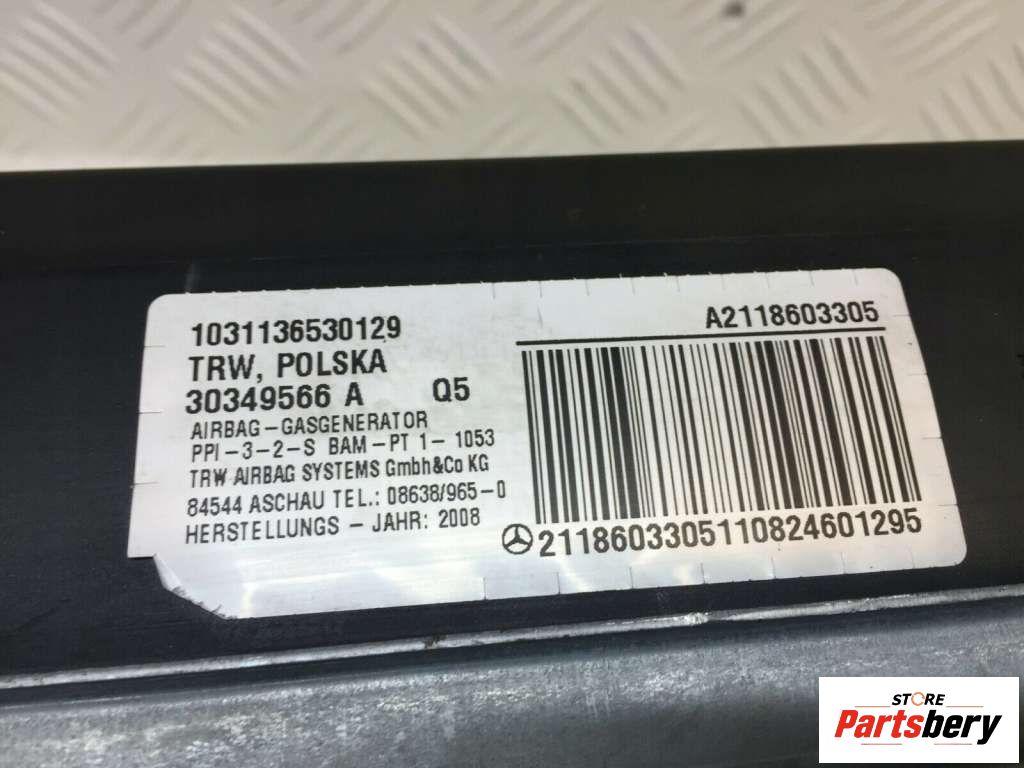 1031136530129
TRW, POLSKA
30349566 A Q5
AIRBAG-GASGENERATOR
PPI-3-2-S BAM-PT 1- 1053
TRW AIRBAG SYSTEMS Gmbh&Co KG
84544 ASCHAU TEL.: 08638/965-0
HERSTELLUNGS - JAHR: 2008
A2118603305
2118603305110824601295
STORE
Partsbery